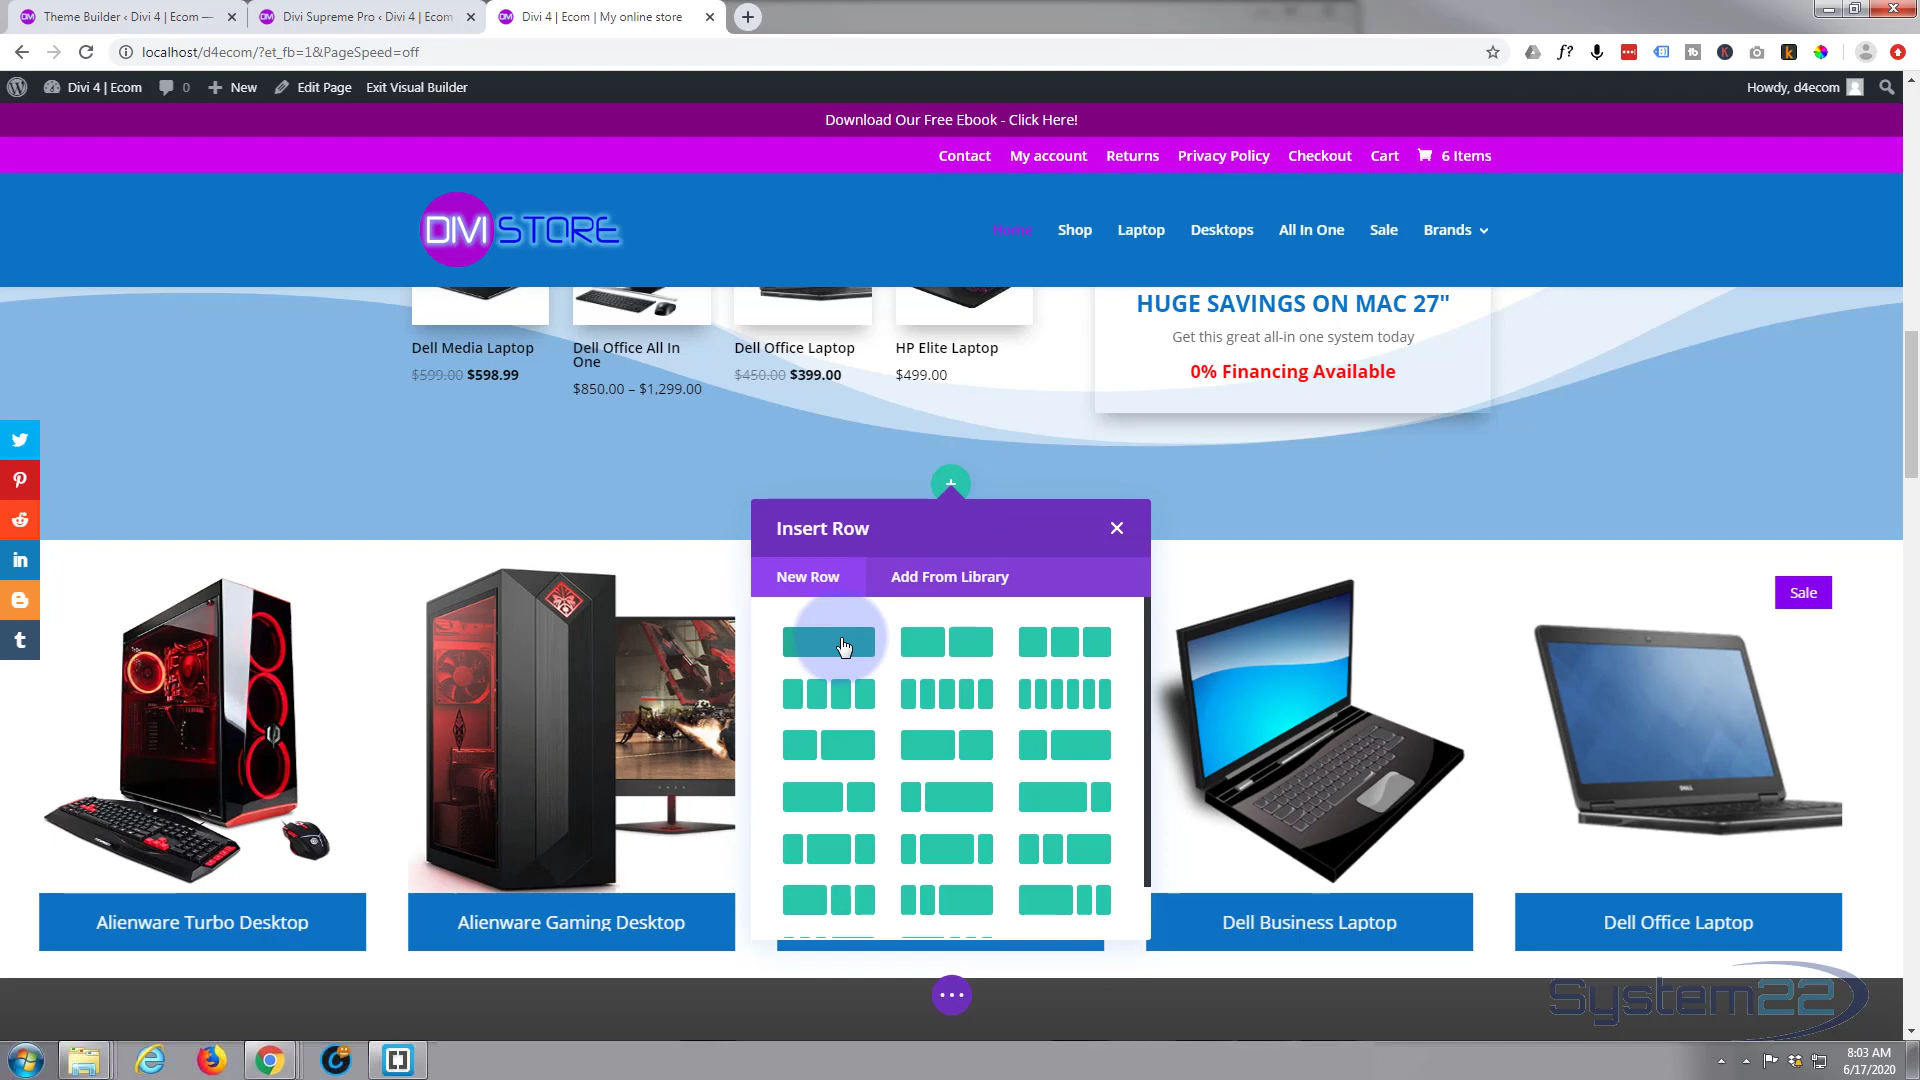 Theme Builder ‹ Divi 4 | Ecom —
Divi Supreme Pro ‹ Divi 4 | Ecom
Divi 4 | Ecom | My online store
localhost/d4ecom/?et_fb=1&PageSpeed=off
Divi 4 | Ecom
0
New
Edit Page
Exit Visual Builder
Howdy, d4ecom
Download Our Free Ebook - Click Here!
Contact
My account
Returns
Privacy Policy
Checkout
Cart
6 Items
DIVI STORE
Home
Shop
Laptop
Desktops
All In One
Sale
Brands
HUGE SAVINGS ON MAC 27"
Get this great all-in one system today
0% Financing Available
Dell Media Laptop
$599.00 $598.99
Dell Office All In
One
$850.00 – $1,299.00
Dell Office Laptop
$450.00 $399.00
HP Elite Laptop
$499.00
Insert Row
New Row
Add From Library
Sale
Alienware Turbo Desktop
Alienware Gaming Desktop
Dell Business Laptop
Dell Office Laptop
System22
8:03 AM
6/17/2020